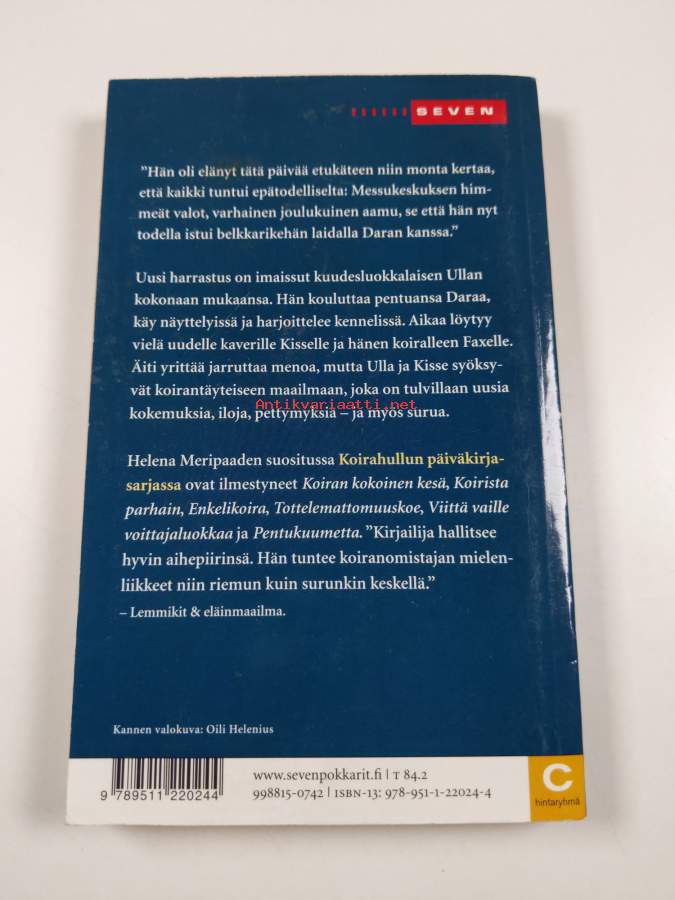 SEVEN
”Hän oli elänyt tätä päivää etukäteen niin monta kertaa,
että kaikki tuntui epätodelliselta: Messukeskuksen him-
meät valot, varhainen joulukuinen aamu, se että hän nyt
todella istui belkkarikehän laidalla Daran kanssa.”
Uusi harrastus on imaissut kuudesluokkalaisen Ullan
kokonaan mukaansa. Hän kouluttaa pentuansa Daraa,
käy näyttelyissä ja harjoittelee kennelissä. Aikaa löytyy
vielä uudelle kaverille Kisselle ja hänen koiralleen Faxelle.
Äiti yrittää jarruttaa menoa, mutta Ulla ja Kisse syöksy-
vät koirantäyteiseen maailmaan, joka on tulvillaan uusia
Antikvariaatti.net
kokemuksia, iloja, pettymyksiä – ja myös surua.
Helena Meripaaden suositussa Koirahullun päiväkirja-
sarjassa ovat ilmestyneet Koiran kokoinen kesä, Koirista
parhain, Enkelikoira, Tottelemattomuuskoe, Viittä vaille
voittajaluokkaa ja Pentukuumetta. ”Kirjailija hallitsee
hyvin aihepiirinsä. Hän tuntee koiranomistajan mielen-
liikkeet niin riemun kuin surunkin keskellä.”
– Lemmikit & eläinmaailma.
Kannen valokuva: Oili Helenius
www.sevenpokkarit.fi | T 84.2
998815-0742 | ISBN-13: 978-951-1-22024-4
9 789511 220244
C
hintaryhmä